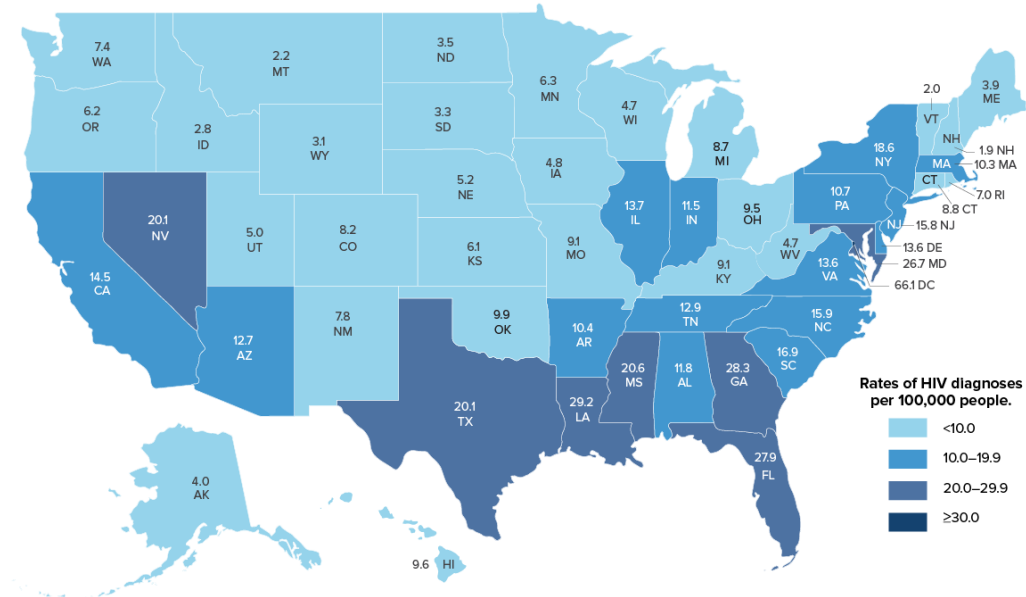 7.4
WA
2.2
MT
3.5
ND
6.3
MN
4.7
WI
8.7
MI
2.0
VT
NH
3.9
ME
1.9 NH
10.3 MA
MA
18.6
NY
CT
7.0 RI
8.8 CT
6.2
OR
2.8
ID
3.1
WY
3.3
SD
4.8
IA
5.2
NE
13.7
IL
11.5
IN
9.5
OH
10.7
PA
NJ
15.8 NJ
13.6 DE
26.7 MD
66.1 DC
20.1
NV
5.0
UT
8.2
CO
6.1
KS
9.1
MO
9.1
KY
4.7
WV
13.6
VA
14.5
CA
12.7
AZ
7.8
NM
9.9
OK
10.4
AR
12.9
TN
15.9
NC
16.9
SC
20.1
TX
29.2
LA
20.6
MS
11.8
AL
28.3
GA
27.9
FL
4.0
AK
9.6
HI
Rates of HIV diagnoses
per 100,000 people.
<10.0
10.0–19.9
20.0–29.9
≥30.0